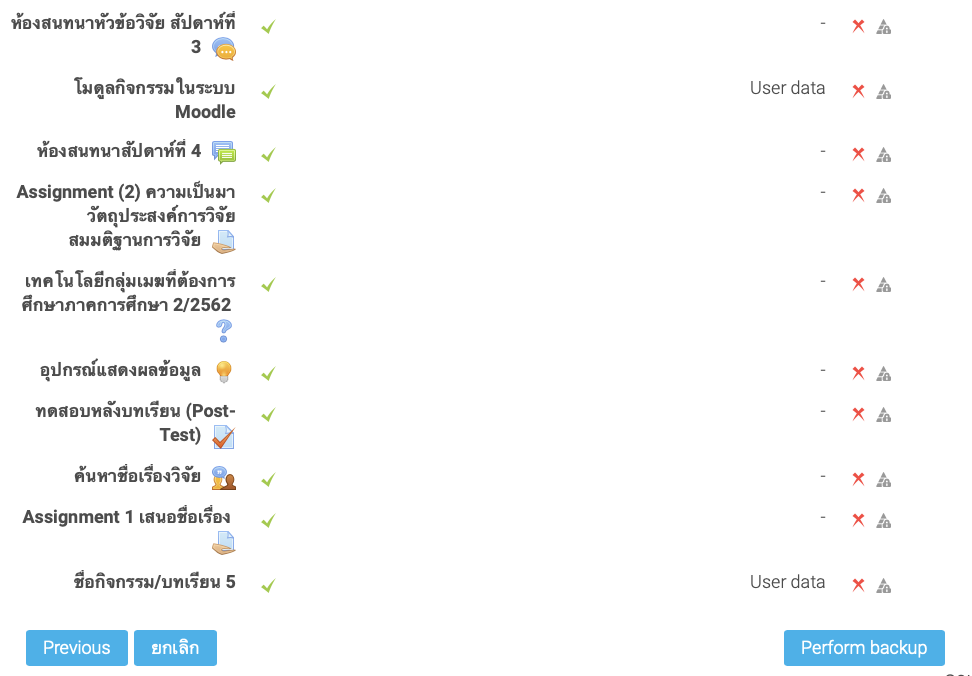 ห้องสนทนาหัวข้อวิจัย สัปดาห์ที่ -
3
โมดูลกิจกรรมในระบบ User data
Moodle
ห้องสนทนาสัปดาห์ที่ 4 -
Assignment (2) ความเป็นมา -
วัตถุประสงค์การวิจัย
สมมติฐานการวิจัย
เทคโนโลยีกลุ่มเมฆที่ต้องการ -
ศึกษาภาคการศึกษา 2/2562
อุปกรณ์แสดงผลข้อมูล -
ทดสอบหลังบทเรียน (Post- -
Test)
ค้นหาชื่อเรื่องวิจัย -
Assignment 1 เสนอชื่อเรื่อง -
ชื่อกิจกรรม/บทเรียน 5 User data
Previous ยกเลิก Perform backup